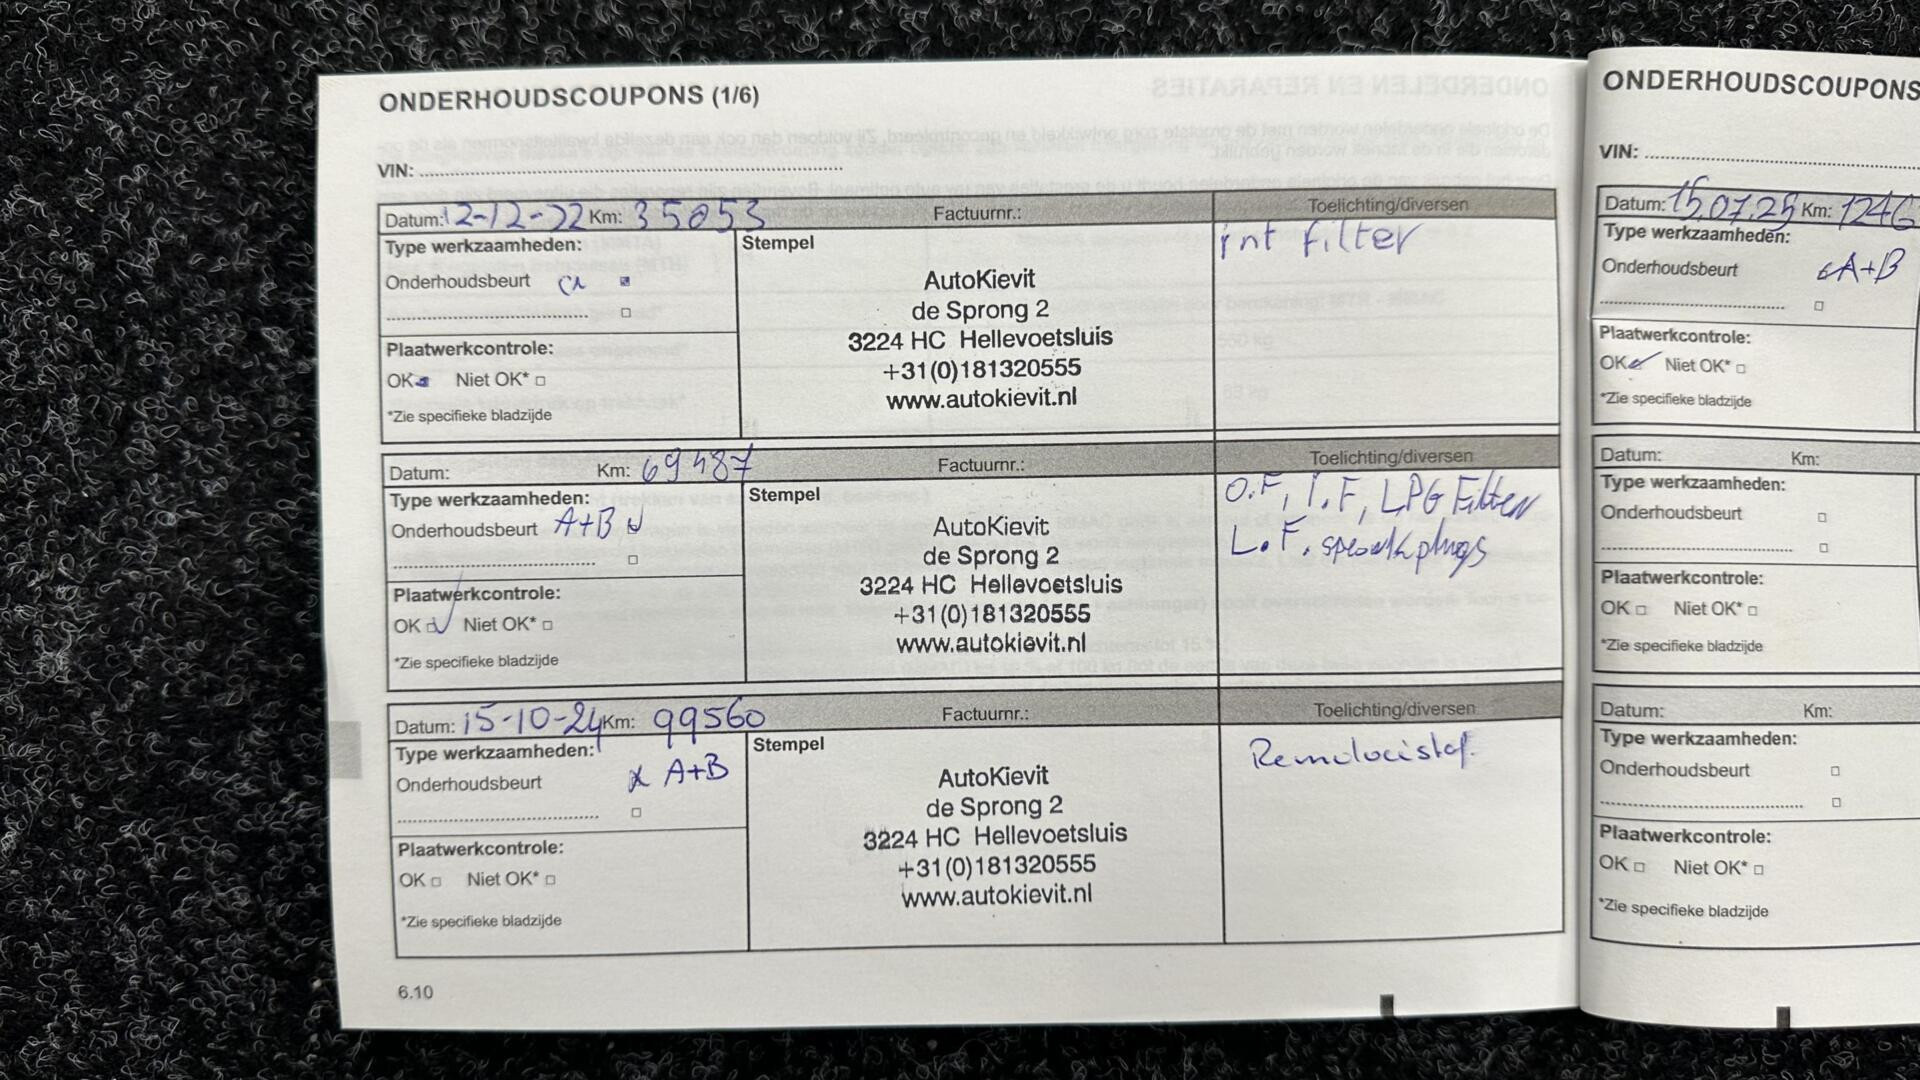 ONDERHOUDSCOUPONS (1/6)
VIN:
Datum: 12-12-22 Km: 35053 Factuurnr.: Toelichting/diversen
Type werkzaamheden: Stempel int filter
Onderhoudsbeurt
Plaatwerkcontrole:
OK Niet OK*
*Zie specifieke bladzijde
AutoKievit
de Sprong 2
3224 HC Hellevoetsluis
+31(0)181320555
www.autokievit.nl
Datum: Km: 69487 Factuurnr.: Toelichting/diversen
Type werkzaamheden: Stempel
Onderhoudsbeurt A+B
Plaatwerkcontrole:
OK Niet OK*
*Zie specifieke bladzijde
AutoKievit
de Sprong 2
3224 HC Hellevoetsluis
+31(0)181320555
www.autokievit.nl
O.F, I.F, LPG Filter
L.F.
Datum: 15-10-24 Km: 99560 Factuurnr.: Toelichting/diversen
Type werkzaamheden: Stempel
Onderhoudsbeurt A+B
Plaatwerkcontrole:
OK Niet OK*
*Zie specifieke bladzijde
AutoKievit
de Sprong 2
3224 HC Hellevoetsluis
+31(0)181320555
www.autokievit.nl
Remvloeistof.
6.10
ONDERHOUDSCOUPONS
VIN:
Datum: 15.07.25 Km: 1246
Type werkzaamheden:
Onderhoudsbeurt A+B
Plaatwerkcontrole:
OK Niet OK*
*Zie specifieke bladzijde
Datum: Km:
Type werkzaamheden:
Onderhoudsbeurt
Plaatwerkcontrole:
OK Niet OK*
*Zie specifieke bladzijde
Datum: Km:
Type werkzaamheden:
Onderhoudsbeurt
Plaatwerkcontrole:
OK Niet OK*
*Zie specifieke bladzijde